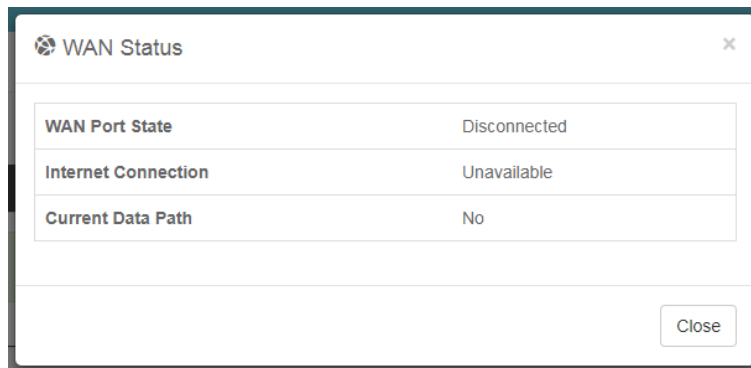 WAN Status
×
WAN Port State Disconnected
Internet Connection Unavailable
Current Data Path No
Close